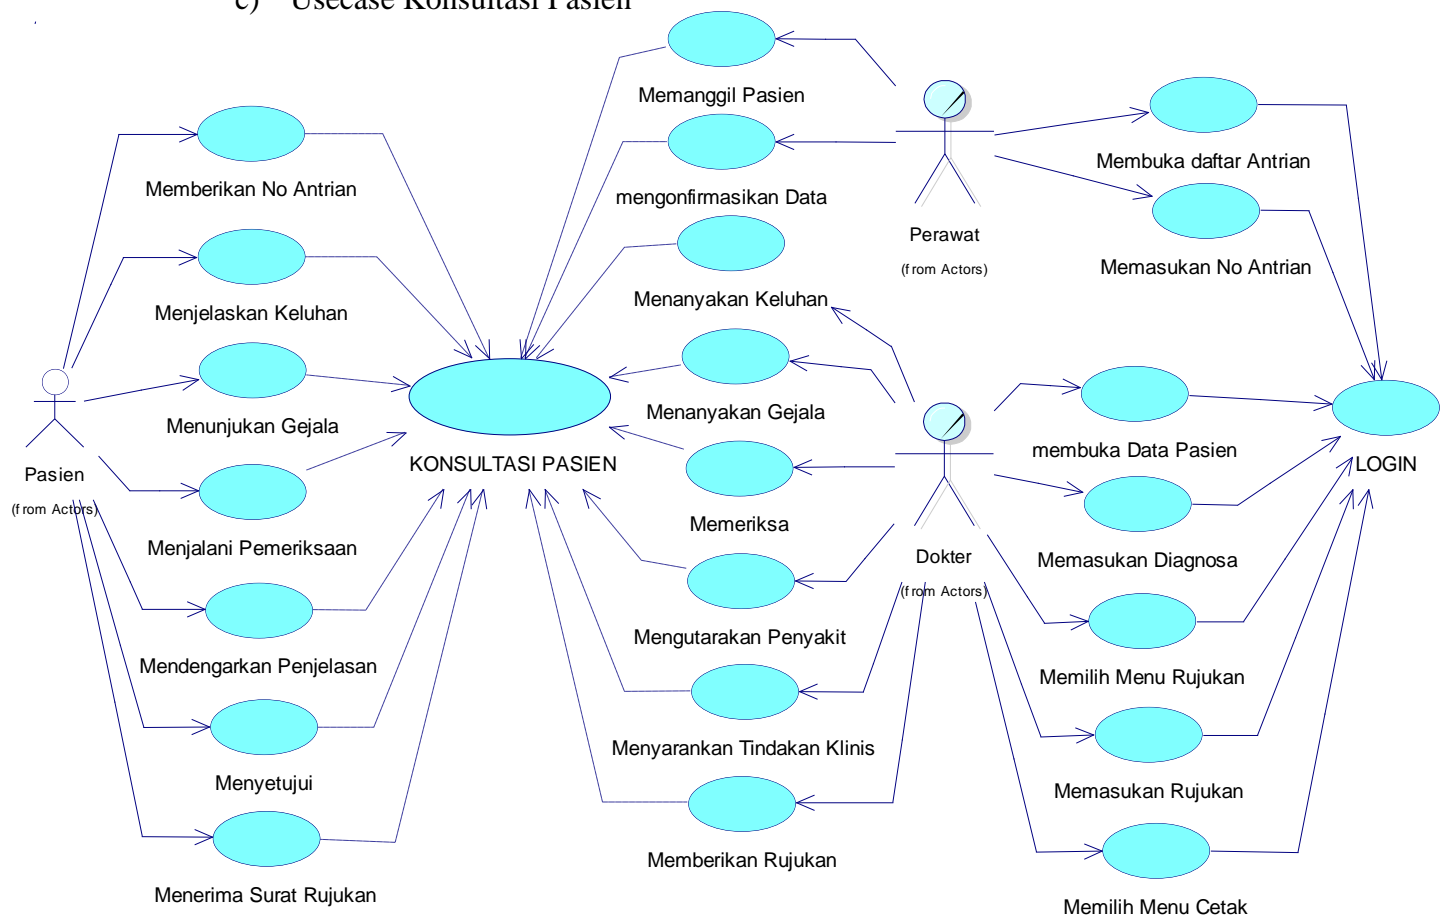 c) Usecase Konsultasi Pasien
Memanggil Pasien
Membuka daftar Antrian
Memberikan No Antrian
mengonfirmasikan Data
Perawat
(from Actors)
Memasukan No Antrian
Menjelaskan Keluhan
Menanyakan Keluhan
Menunjukan Gejala
Menanyakan Gejala
membuka Data Pasien
KONSULTASI PASIEN
LOGIN
Pasien
(from Actors)
Menjalani Pemeriksaan
Memeriksa
Dokter
(from Actors)
Memasukan Diagnosa
Mendengarkan Penjelasan
Mengutarakan Penyakit
Memilih Menu Rujukan
Menyetujui
Menyarankan Tindakan Klinis
Memasukan Rujukan
Menerima Surat Rujukan
Memberikan Rujukan
Memilih Menu Cetak